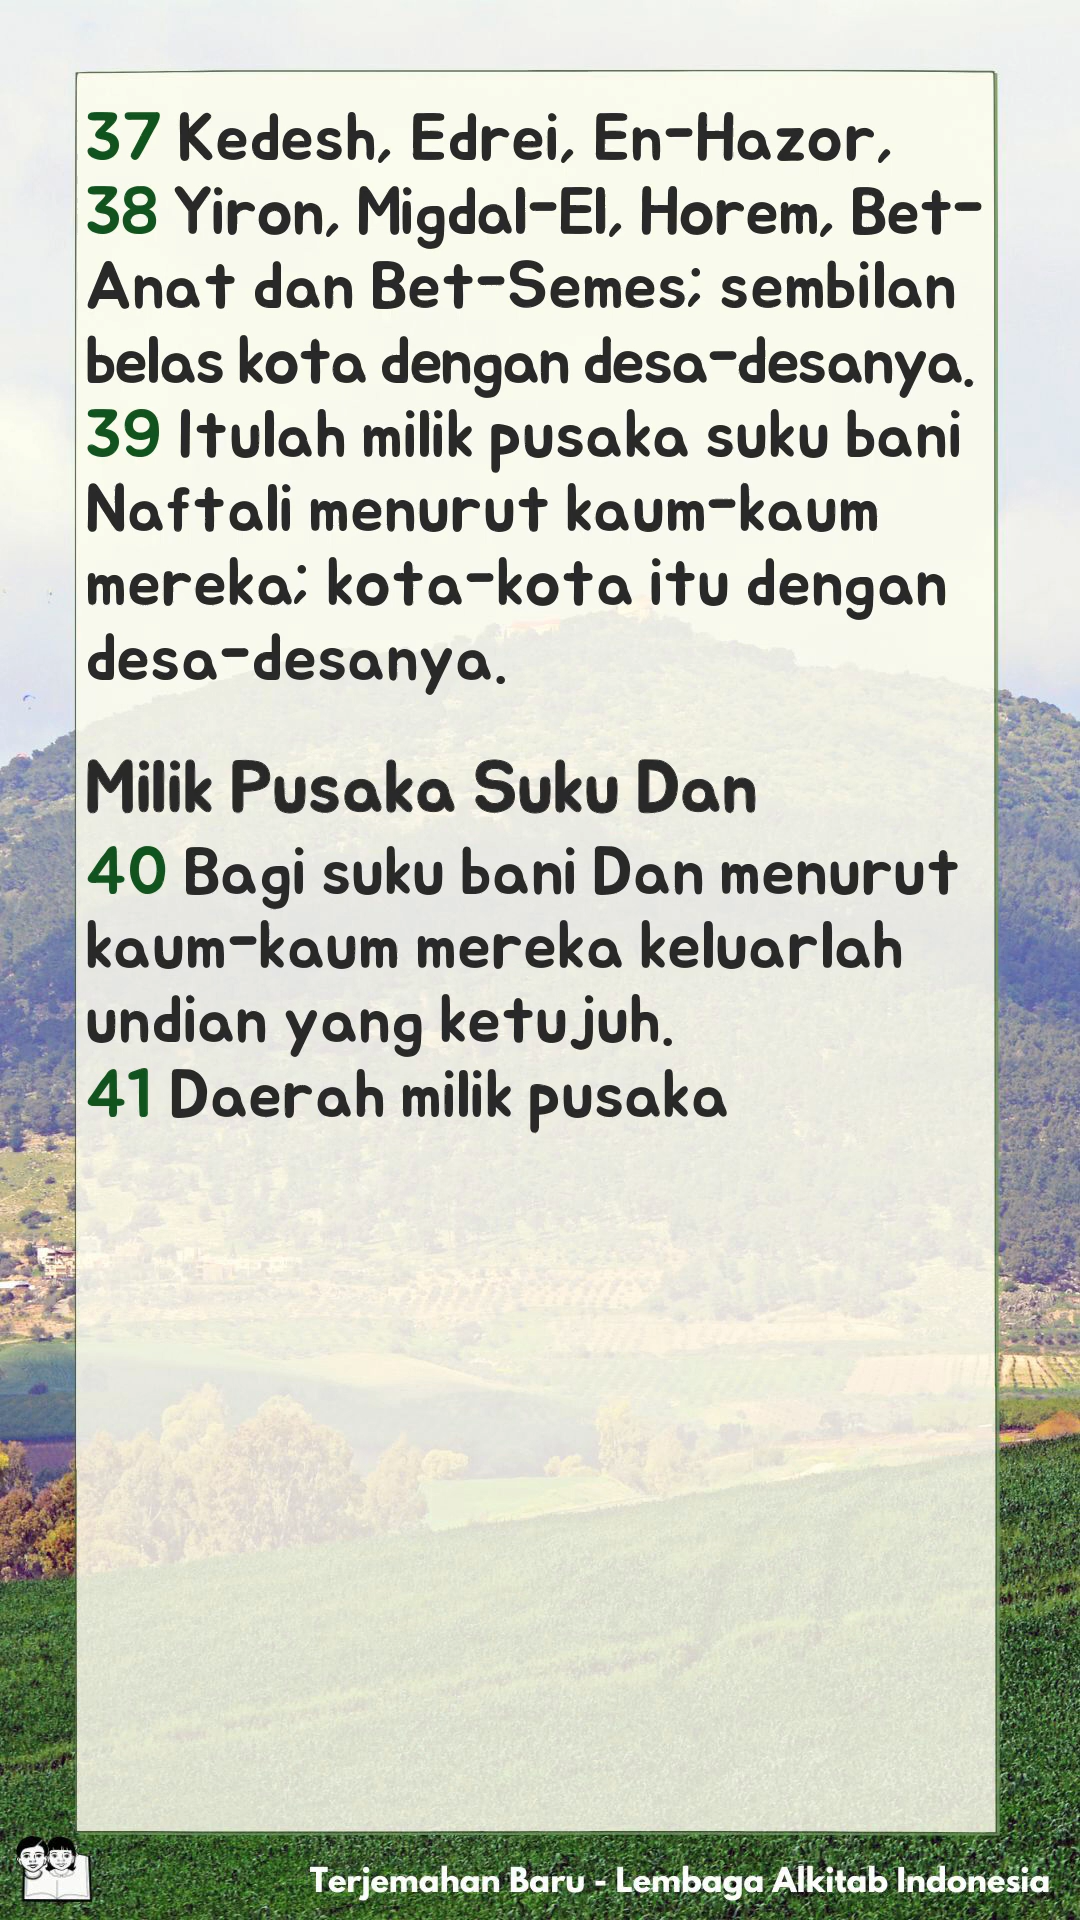 37 Kedesh, Edrei, En-Hazor,
38 Yiron, Migdal-El, Horem, Bet-
Anat dan Bet-Semes; sembilan
belas kota dengan desa-desanya.
39 Itulah milik pusaka suku bani
Naftali menurut kaum-kaum
mereka; kota-kota itu dengan
desa-desanya.
Milik Pusaka Suku Dan
40 Bagi suku bani Dan menurut
kaum-kaum mereka keluarlah
undian yang ketujuh.
41 Daerah milik pusaka
Terjemahan Baru - Lembaga Alkitab Indonesia